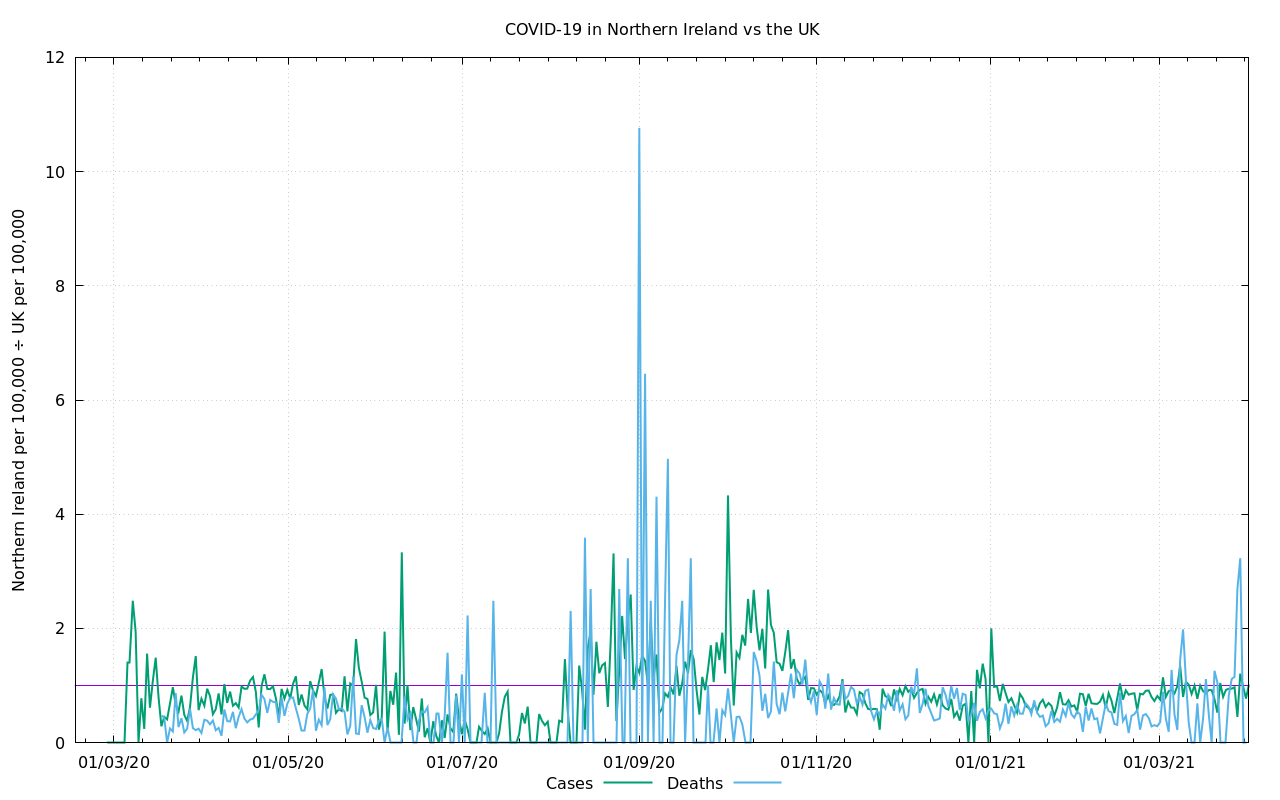 COVID-19 in Northern Ireland vs the UK
Northern Ireland per 100,000 ÷ UK per 100,000
12
10
8
6
4
2
0
01/03/20 01/05/20 01/07/20 01/09/20 01/11/20 01/01/21 01/03/21
Cases Deaths